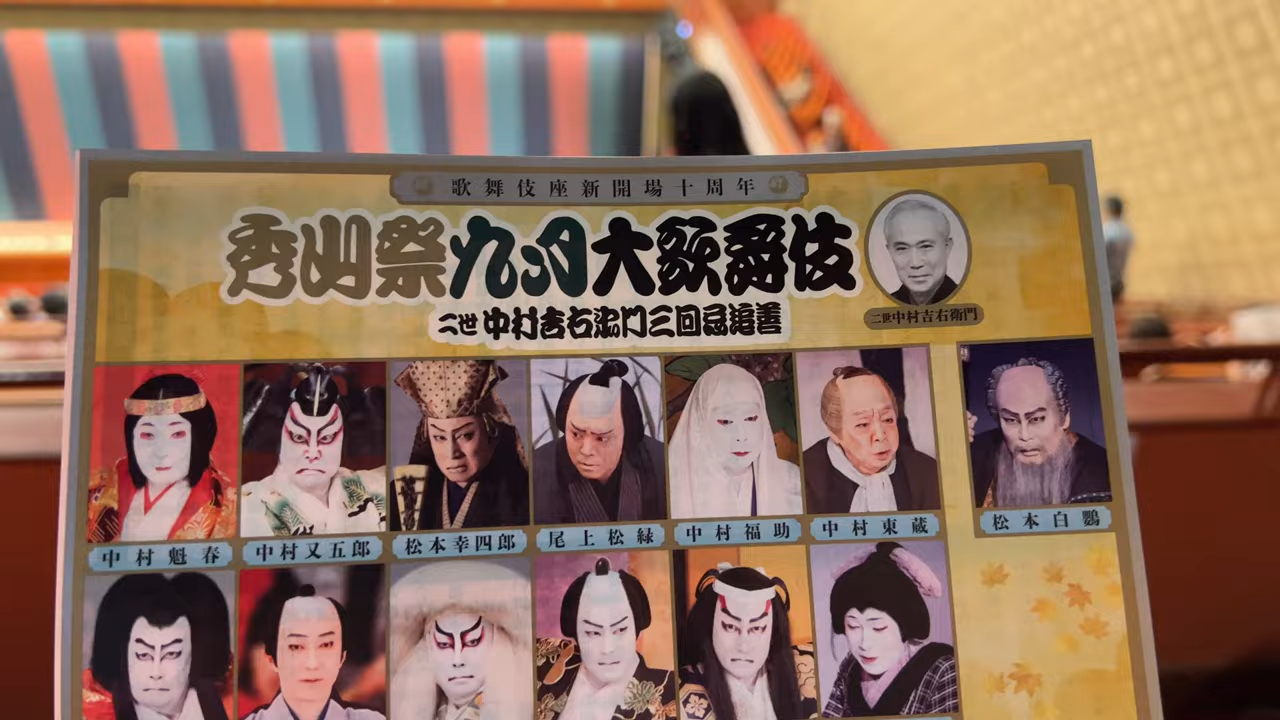 歌舞伎座新開場十周年
秀山祭九月大歌舞伎
二世中村吉右衛門三回忌追善
二世中村吉右衛門
中村魁春
中村又五郎
松本幸四郎
尾上松緑
中村福助
中村東蔵
松本白鸚